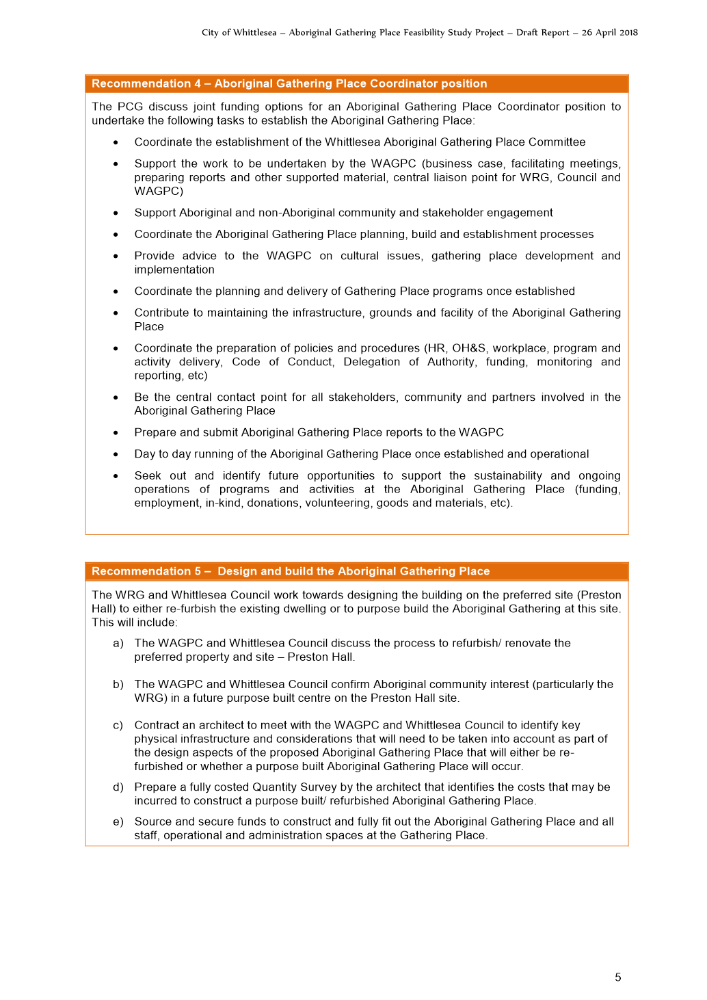 City of Whittlesea – Aboriginal Gathering Place Feasibility Study Project – Draft Report – 26 April 2018
Recommendation 4 – Aboriginal Gathering Place Coordinator position
The PCG discuss joint funding options for an Aboriginal Gathering Place Coordinator position to
undertake the following tasks to establish the Aboriginal Gathering Place:
• Coordinate the establishment of the Whittlesea Aboriginal Gathering Place Committee
• Support the work to be undertaken by the WAGPC (business case, facilitating meetings,
preparing reports and other supported material, central liaison point for WRG, Council and
WAGPC)
• Support Aboriginal and non-Aboriginal community and stakeholder engagement
• Coordinate the Aboriginal Gathering Place planning, build and establishment processes
• Provide advice to the WAGPC on cultural issues, gathering place development and
implementation
• Coordinate the planning and delivery of Gathering Place programs once established
• Contribute to maintaining the infrastructure, grounds and facility of the Aboriginal Gathering
Place
• Coordinate the preparation of policies and procedures (HR, OH&S, workplace, program and
activity delivery, Code of Conduct, Delegation of Authority, funding, monitoring and
reporting, etc)
• Be the central contact point for all stakeholders, community and partners involved in the
Aboriginal Gathering Place
• Prepare and submit Aboriginal Gathering Place reports to the WAGPC
• Day to day running of the Aboriginal Gathering Place once established and operational
• Seek out and identify future opportunities to support the sustainability and ongoing
operations of programs and activities at the Aboriginal Gathering Place (funding,
employment, in-kind, donations, volunteering, goods and materials, etc).
Recommendation 5 – Design and build the Aboriginal Gathering Place
The WRG and Whittlesea Council work towards designing the building on the preferred site (Preston
Hall) to either re-furbish the existing dwelling or to purpose build the Aboriginal Gathering at this site.
This will include:
a) The WAGPC and Whittlesea Council discuss the process to refurbish/ renovate the
preferred property and site – Preston Hall.
b) The WAGPC and Whittlesea Council confirm Aboriginal community interest (particularly the
WRG) in a future purpose built centre on the Preston Hall site.
c) Contract an architect to meet with the WAGPC and Whittlesea Council to identify key
physical infrastructure and considerations that will need to be taken into account as part of
the design aspects of the proposed Aboriginal Gathering Place that will either be re-
furbished or whether a purpose built Aboriginal Gathering Place will occur.
d) Prepare a fully costed Quantity Survey by the architect that identifies the costs that may be
incurred to construct a purpose built/ refurbished Aboriginal Gathering Place.
e) Source and secure funds to construct and fully fit out the Aboriginal Gathering Place and all
staff, operational and administration spaces at the Gathering Place.
5